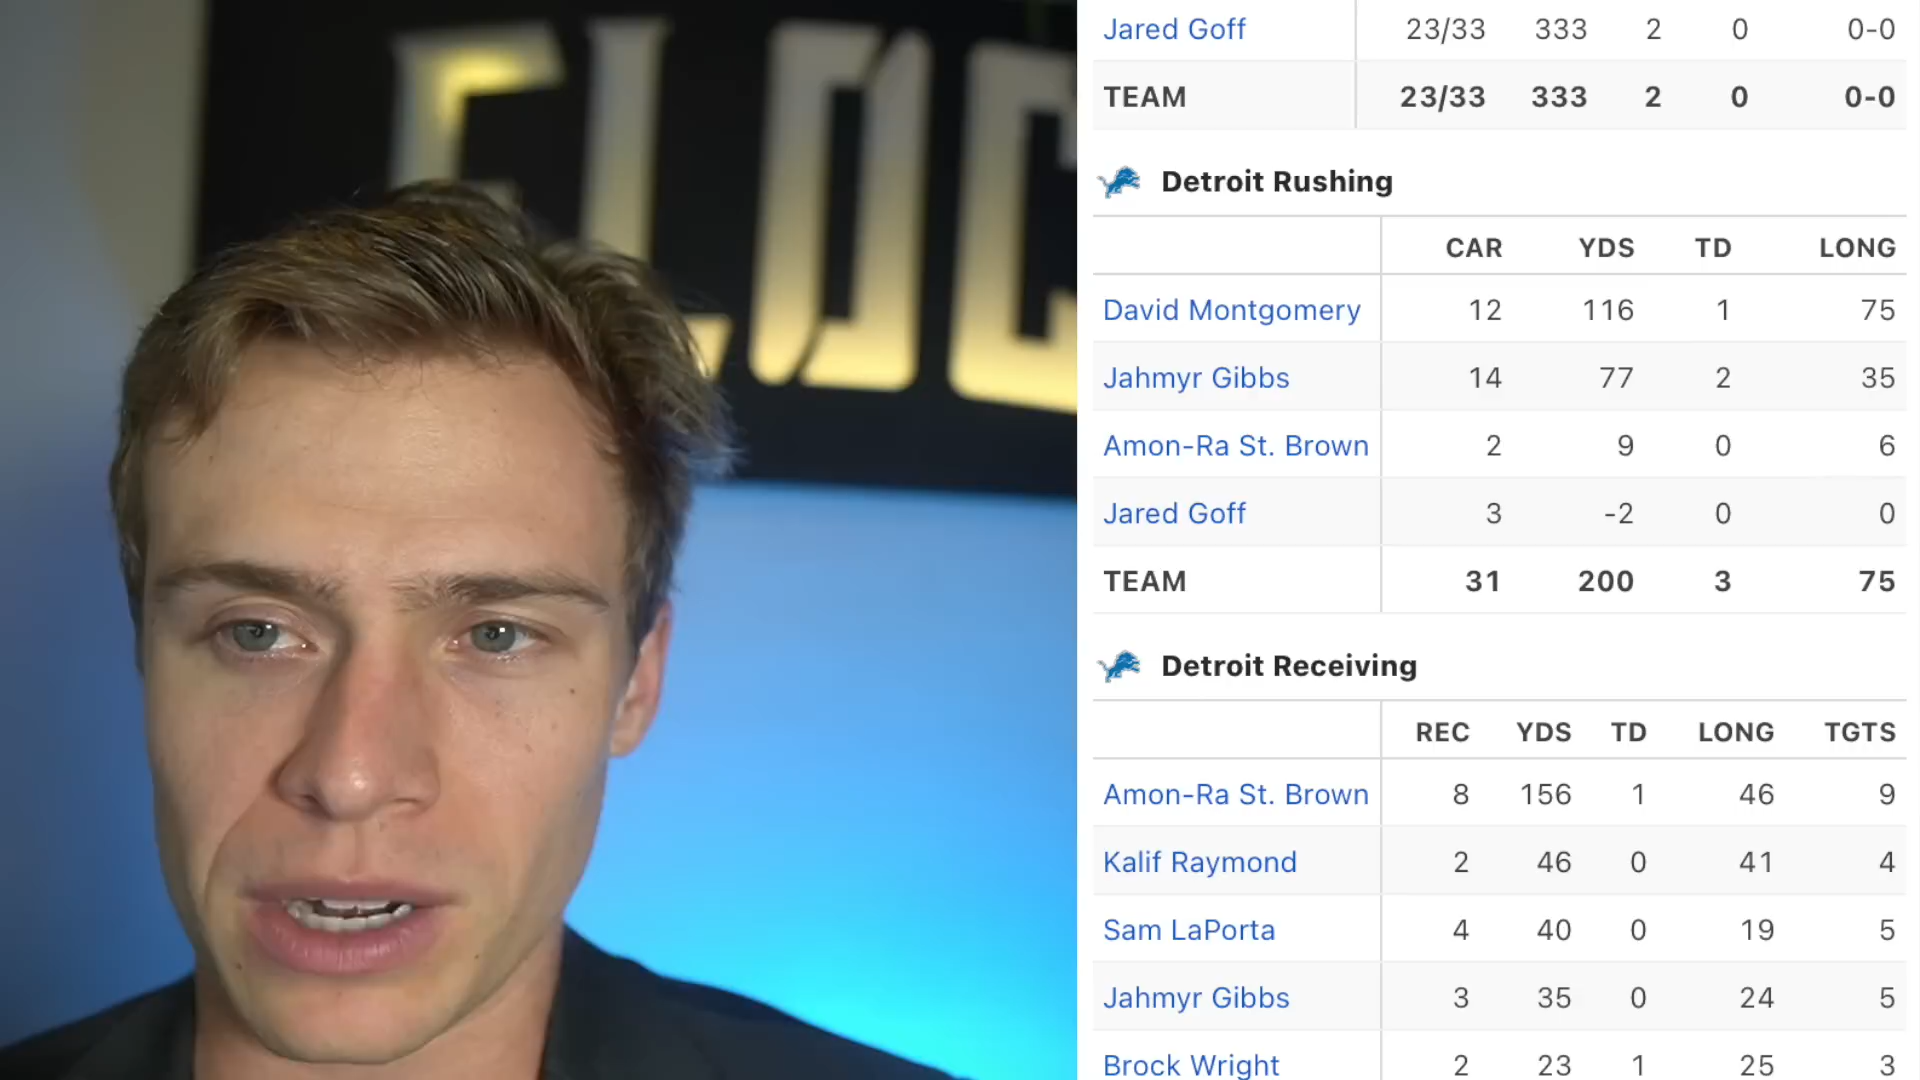 FLOC
Jared Goff 23/33 333 2 0 0-0
TEAM 23/33 333 2 0 0-0
Detroit Rushing
CAR YDS TD LONG
David Montgomery 12 116 1 75
Jahmyr Gibbs 14 77 2 35
Amon-Ra St. Brown 2 9 0 6
Jared Goff 3 -2 0 0
TEAM 31 200 3 75
Detroit Receiving
REC YDS TD LONG TGTS
Amon-Ra St. Brown 8 156 1 46 9
Kalif Raymond 2 46 0 41 4
Sam LaPorta 4 40 0 19 5
Jahmyr Gibbs 3 35 0 24 5
Brock Wright 2 23 1 25 3